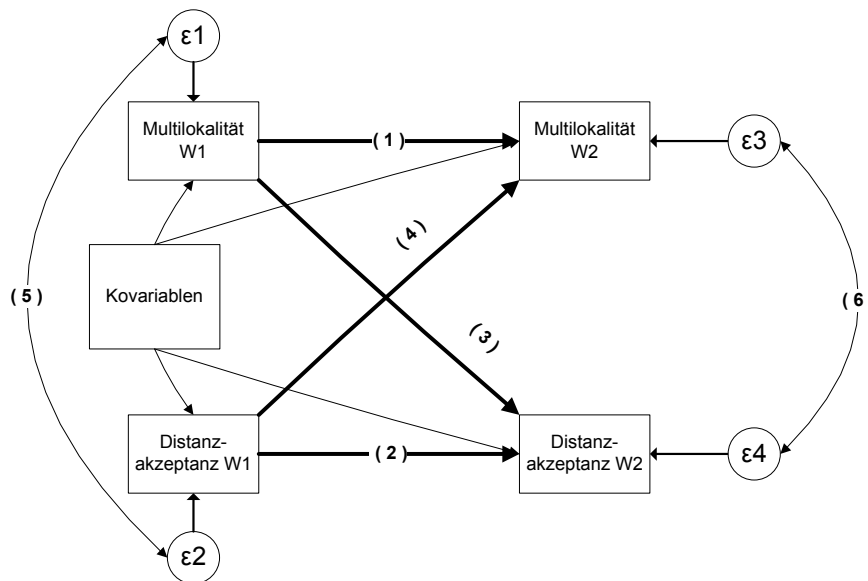 ε1
Multilokalität
W1
( 1 )
Multilokalität
W2
ε3
( 4 )
Kovariablen
( 5 )
( 6
( 3 )
Distanz-
akzeptanz W1
( 2 )
Distanz-
akzeptanz W2
ε4
ε2